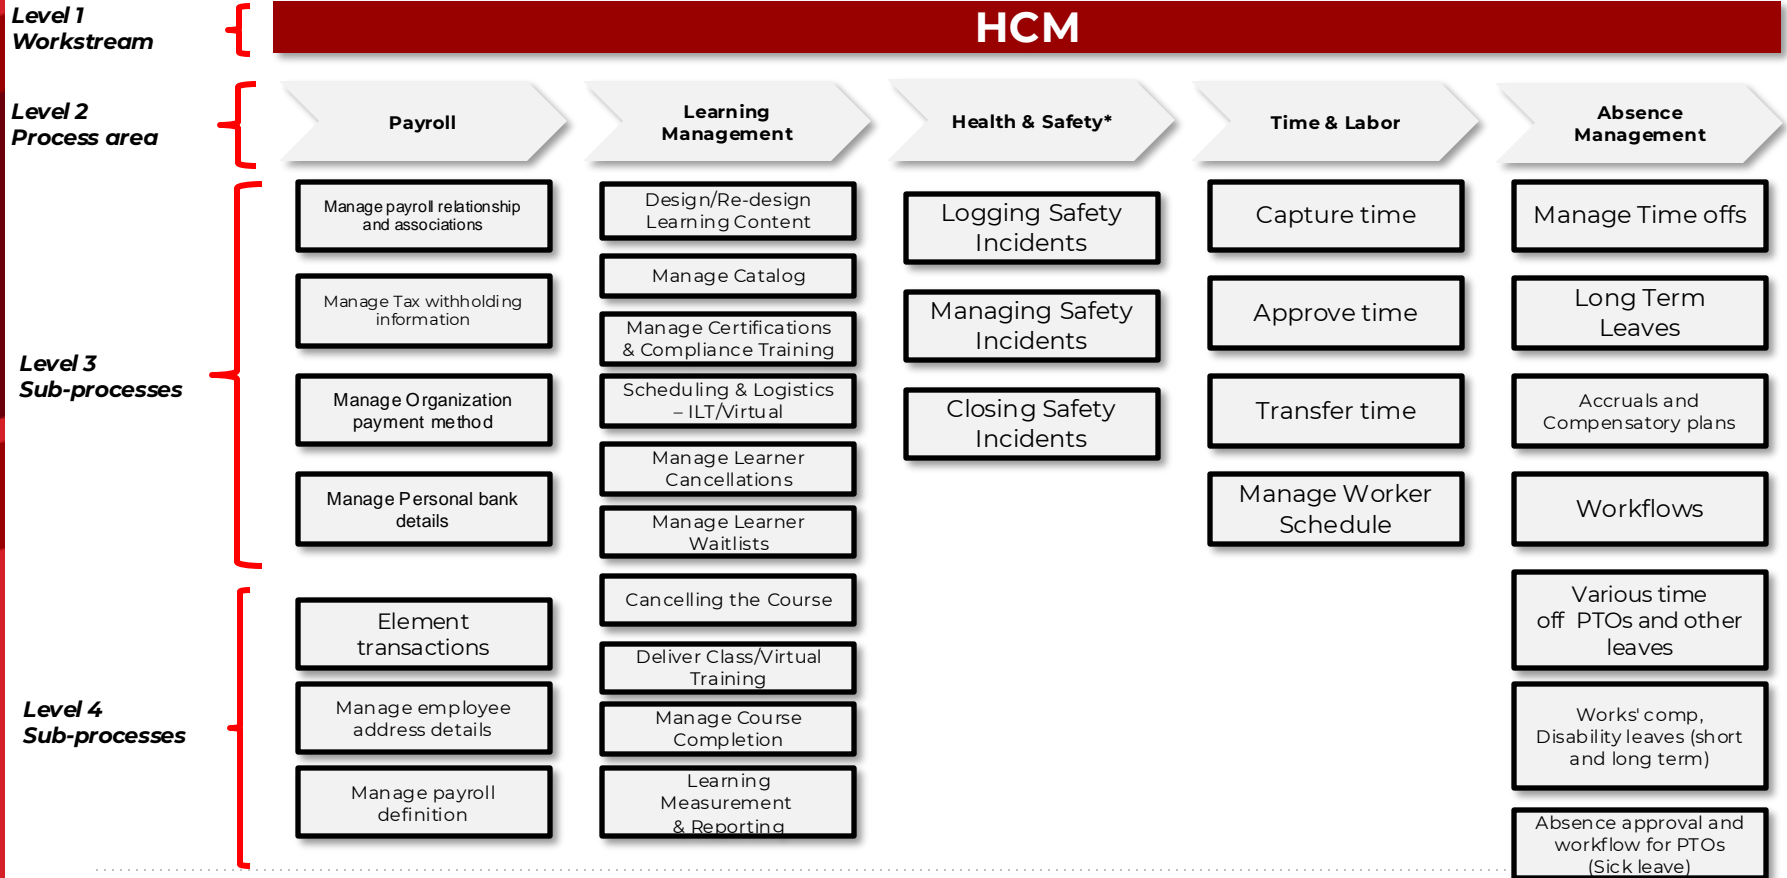 Level 1
Workstream
HCM
Level 2
Process area
Payroll
Learning
Management
Health & Safety*
Time & Labor
Absence
Management
Level 3
Sub-processes
Manage payroll relationship
and associations
Manage Tax withholding
information
Manage Organization
payment method
Manage Personal bank
details
Design/Re-design
Learning Content
Manage Catalog
Manage Certifications
& Compliance Training
Scheduling & Logistics
– ILT/Virtual
Manage Learner
Cancellations
Manage Learner
Waitlists
Logging Safety
Incidents
Managing Safety
Incidents
Closing Safety
Incidents
Capture time
Approve time
Transfer time
Manage Worker
Schedule
Manage Time offs
Long Term
Leaves
Accruals and
Compensatory plans
Workflows
Level 4
Sub-processes
Element
transactions
Manage employee
address details
Manage payroll
definition
Cancelling the Course
Deliver Class/Virtual
Training
Manage Course
Completion
Learning
Measurement
& Reporting
Various time
off  PTOs and other
leaves
Works' comp,
Disability leaves (short
and long term)
Absence approval and
workflow for PTOs
(Sick leave)